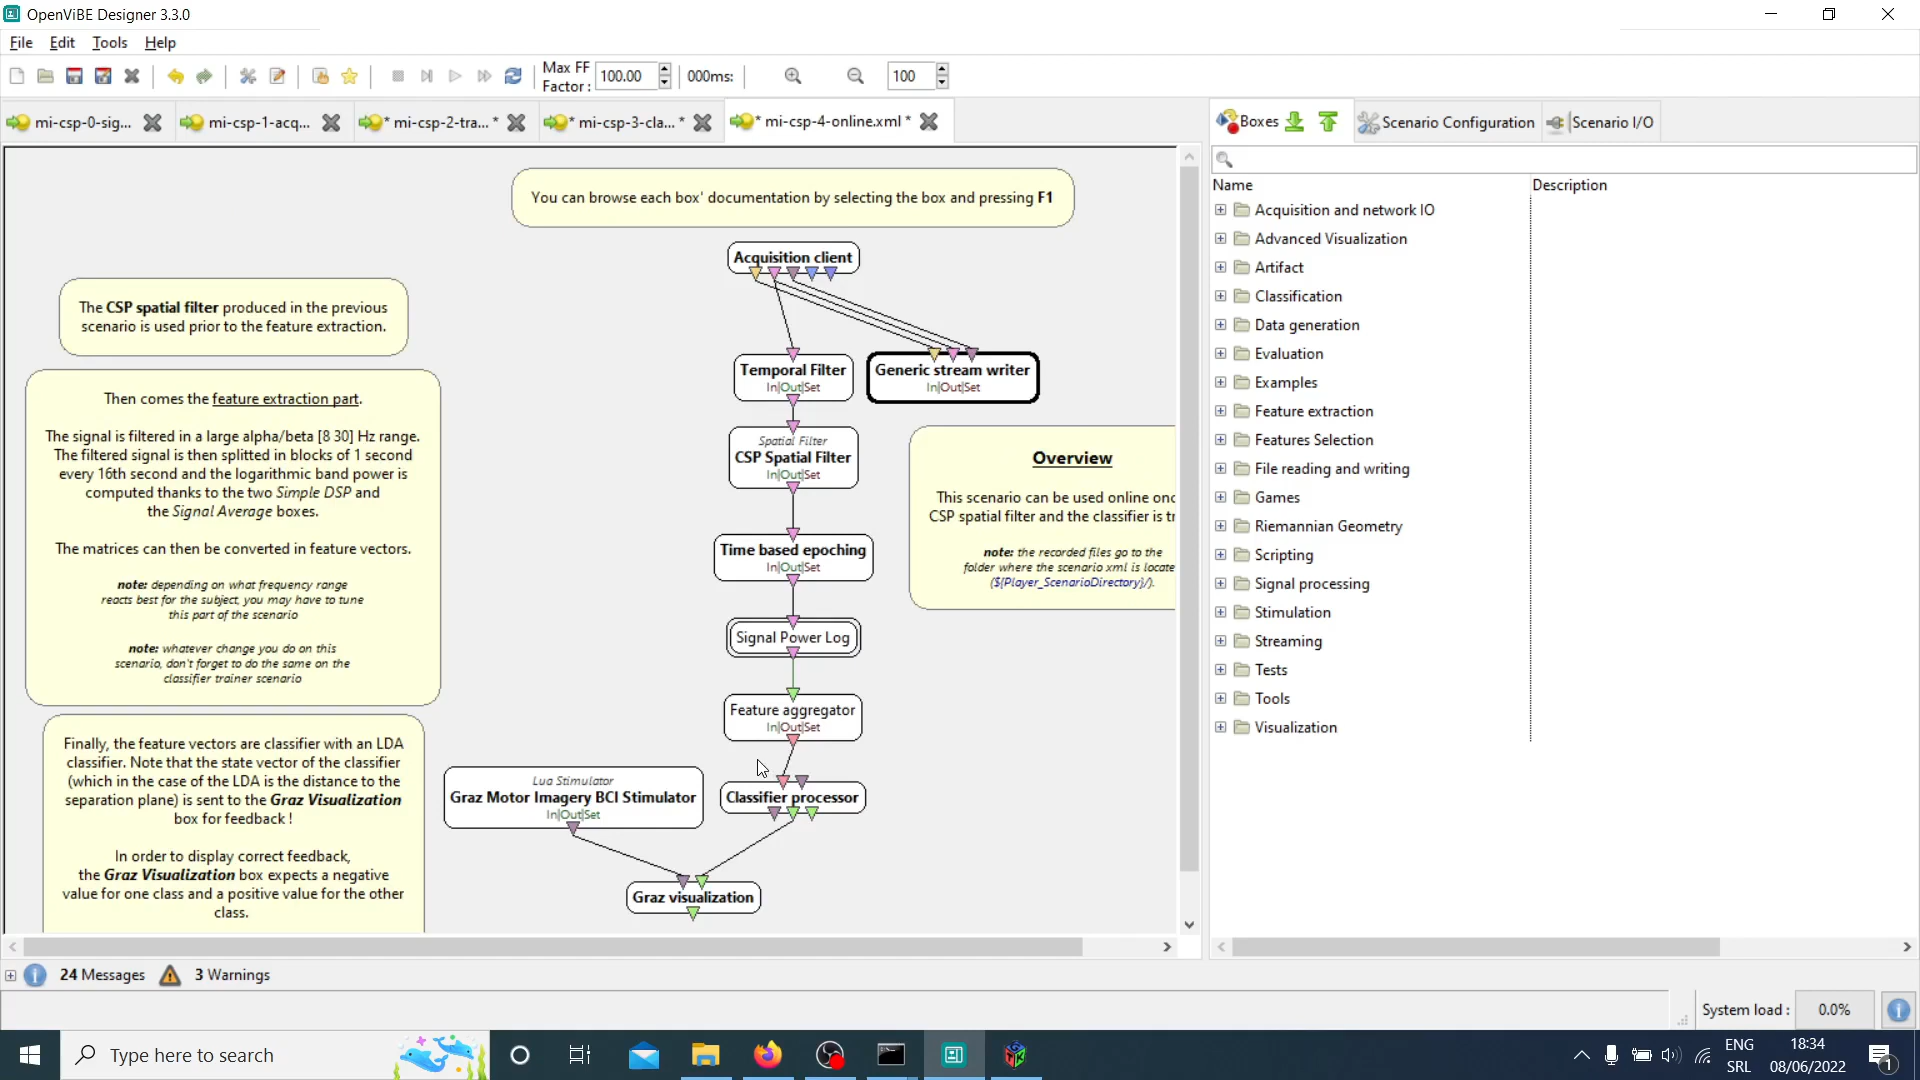 OpenViBE Designer 3.3.0
File Edit Tools Help
Max FF
Factor :
100.00
000ms:
100
mi-csp-0-sig...
mi-csp-1-acq...
* mi-csp-2-tra... *
* mi-csp-3-cla... *
* mi-csp-4-online.xml *
Boxes
Scenario Configuration
Scenario I/O
You can browse each box' documentation by selecting the box and pressing F1
Acquisition client
The CSP spatial filter produced in the previous
scenario is used prior to the feature extraction.
Temporal Filter
In|Out|Set
Generic stream writer
In|Out|Set
Then comes the feature extraction part.
The signal is filtered in a large alpha/beta [8 30] Hz range.
The filtered signal is then splitted in blocks of 1 second
every 16th second and the logarithmic band power is
computed thanks to the two Simple DSP and
the Signal Average boxes.
The matrices can then be converted in feature vectors.
note: depending on what frequency range
reacts best for the subject, you may have to tune
this part of the scenario
note: whatever change you do on this
scenario, don't forget to do the same on the
classifier trainer scenario
Spatial Filter
CSP Spatial Filter
In|Out|Set
Overview
This scenario can be used online onc
CSP spatial filter and the classifier is tr
note: the recorded files go to the
folder where the scenario xml is locate
(${Player_ScenarioDirectory}/).
Time based epoching
In|Out|Set
Signal Power Log
Feature aggregator
In|Out|Set
Finally, the feature vectors are classifier with an LDA
classifier. Note that the state vector of the classifier
(which in the case of the LDA is the distance to the
separation plane) is sent to the Graz Visualization
box for feedback !
In order to display correct feedback,
the Graz Visualization box expects a negative
value for one class and a positive value for the other
class.
Lua Stimulator
Graz Motor Imagery BCI Stimulator
In|Out|Set
Classifier processor
Graz visualization
Name
Description
Acquisition and network IO
Advanced Visualization
Artifact
Classification
Data generation
Evaluation
Examples
Feature extraction
Features Selection
File reading and writing
Games
Riemannian Geometry
Scripting
Signal processing
Stimulation
Streaming
Tests
Tools
Visualization
24 Messages
3 Warnings
System load :
0.0%
Type here to search
ENG
SRL
18:34
08/06/2022
1